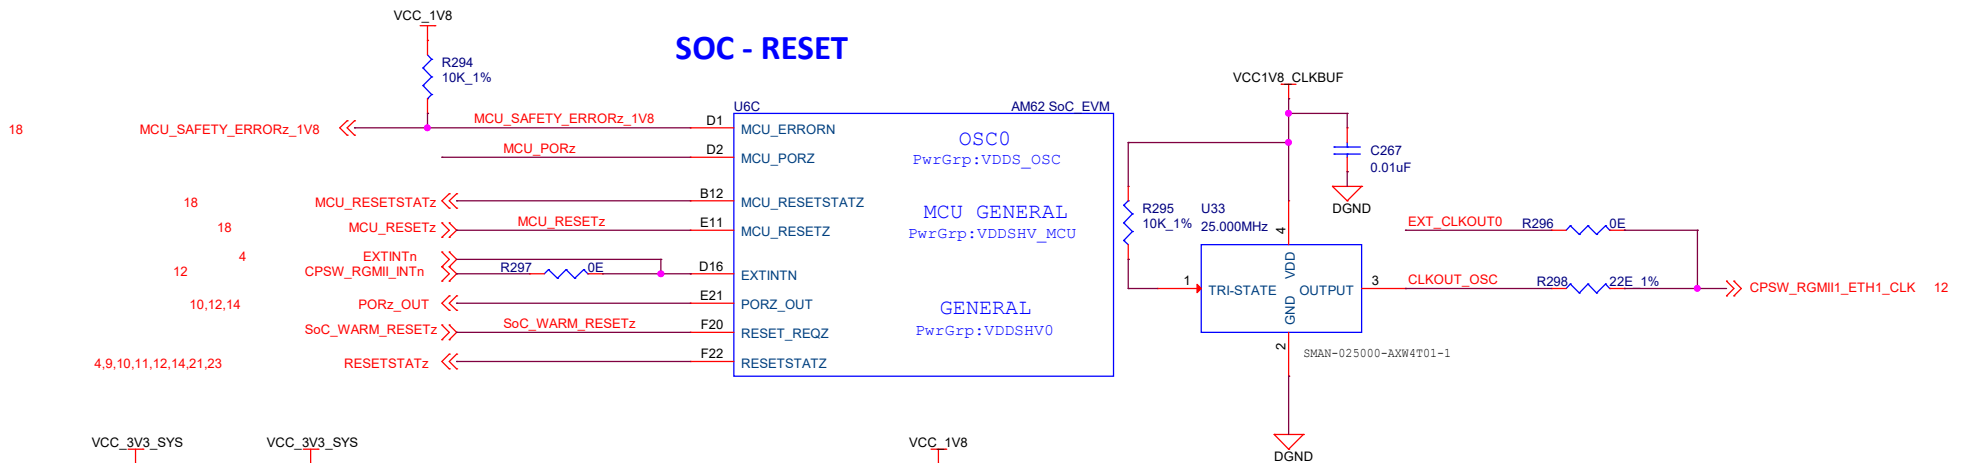 VCC_1V8
SOC - RESET
R294
10K_1%
VCC1V8_CLKBUF
U6C
AM62 SoC_EVM
18
MCU_SAFETY_ERRORz_1V8
MCU_SAFETY_ERRORz_1V8
D1
MCU_ERRORN
OSC0
PwrGrp:VDDS_OSC
MCU_PORz
D2
MCU_PORZ
C267
0.01uF
DGND
18
MCU_RESETSTATz
B12
MCU_RESETSTATZ
MCU GENERAL
PwrGrp:VDDSHV_MCU
18
MCU_RESETz
MCU_RESETz
E11
MCU_RESETZ
R295
10K_1%
U33
25.000MHz
4
EXT_CLKOUT0
R296
0E
4
EXTINTn
12
CPSW_RGMII_INTn
R297
0E
D16
EXTINTN
1
TRI-STATE
VDD
GND
OUTPUT
3
CLKOUT_OSC
R298
22E_1%
CPSW_RGMII1_ETH1_CLK
12
10,12,14
PORz_OUT
E21
PORZ_OUT
GENERAL
PwrGrp:VDDSHV0
SoC_WARM_RESETz
SoC_WARM_RESETz
F20
RESET_REQZ
2
SMAN-025000-AXW4T01-1
4,9,10,11,12,14,21,23
RESETSTATz
F22
RESETSTATZ
VCC_3V3_SYS
VCC_3V3_SYS
VCC_1V8
DGND